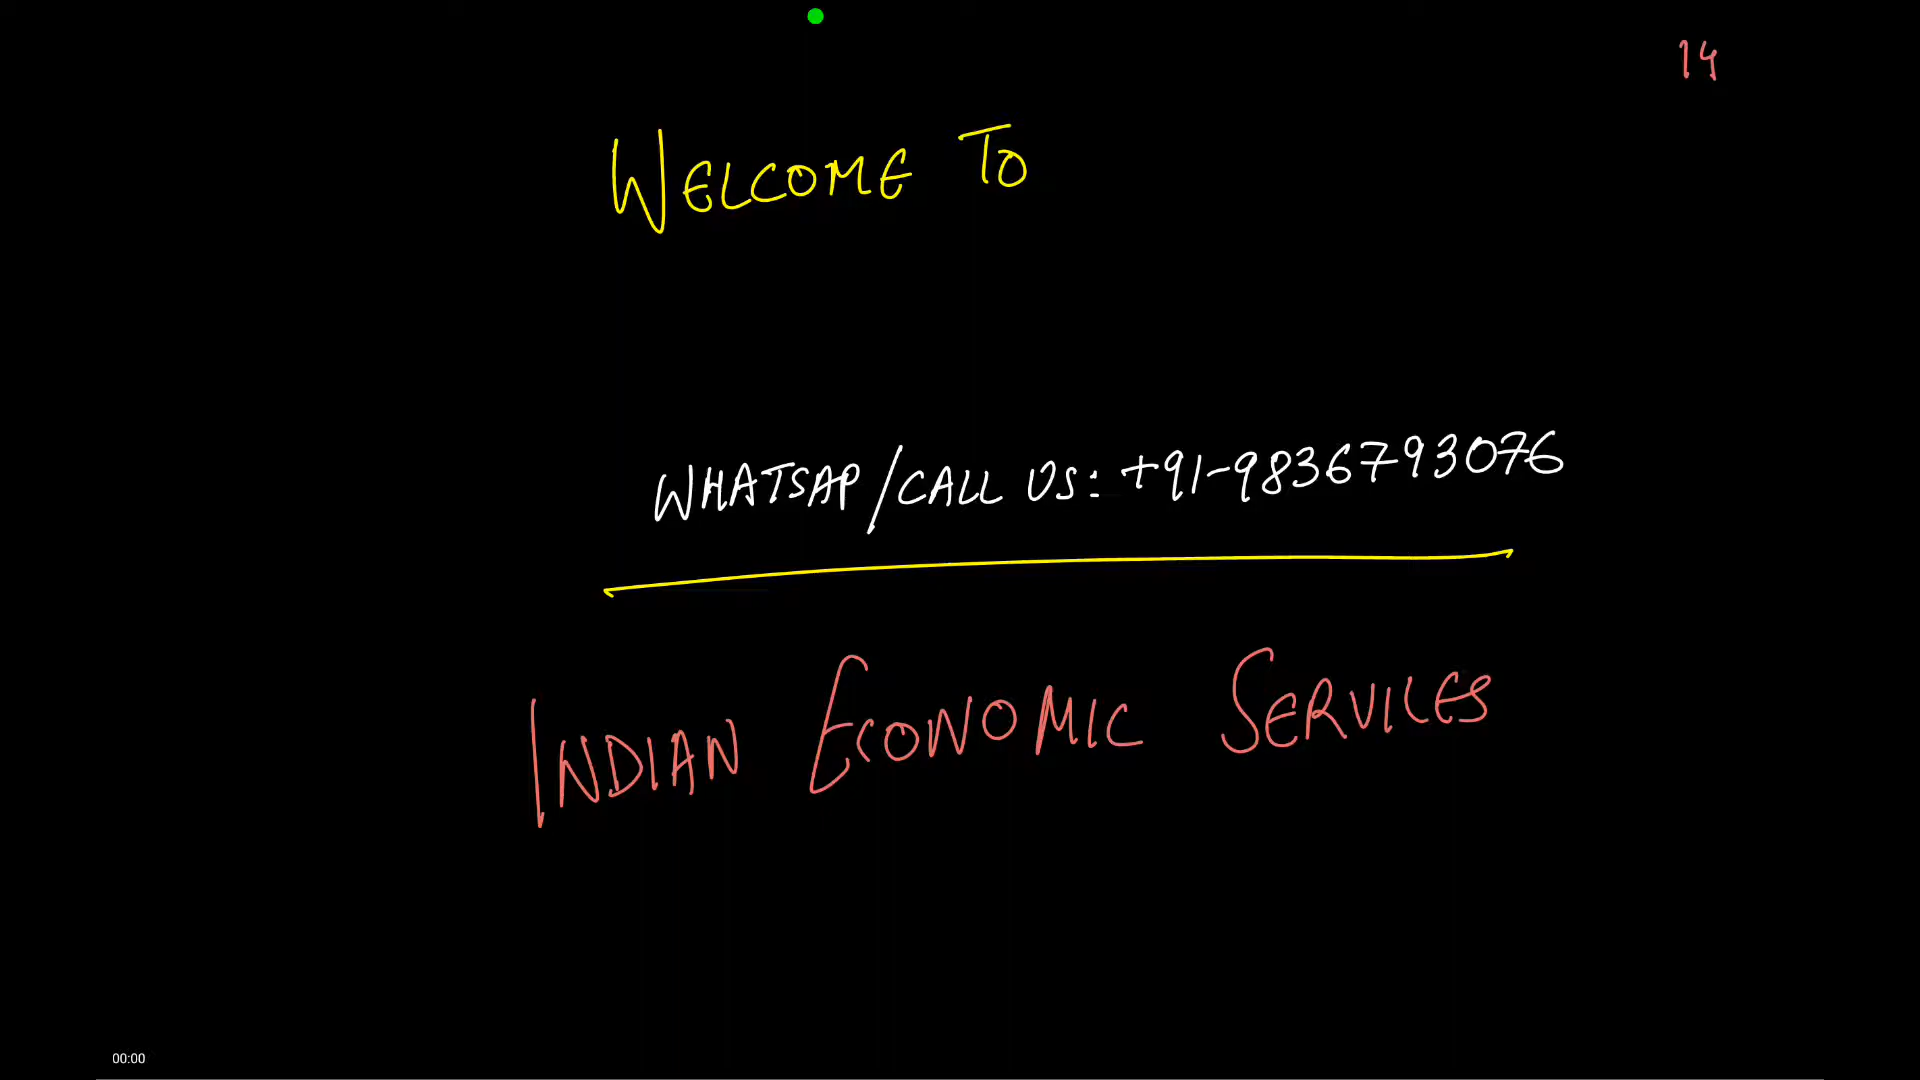 14
WELCOME TO
WHATSAP/CALL US: +91-9836793076
INDIAN ECONOMIC SERVICES
00:00